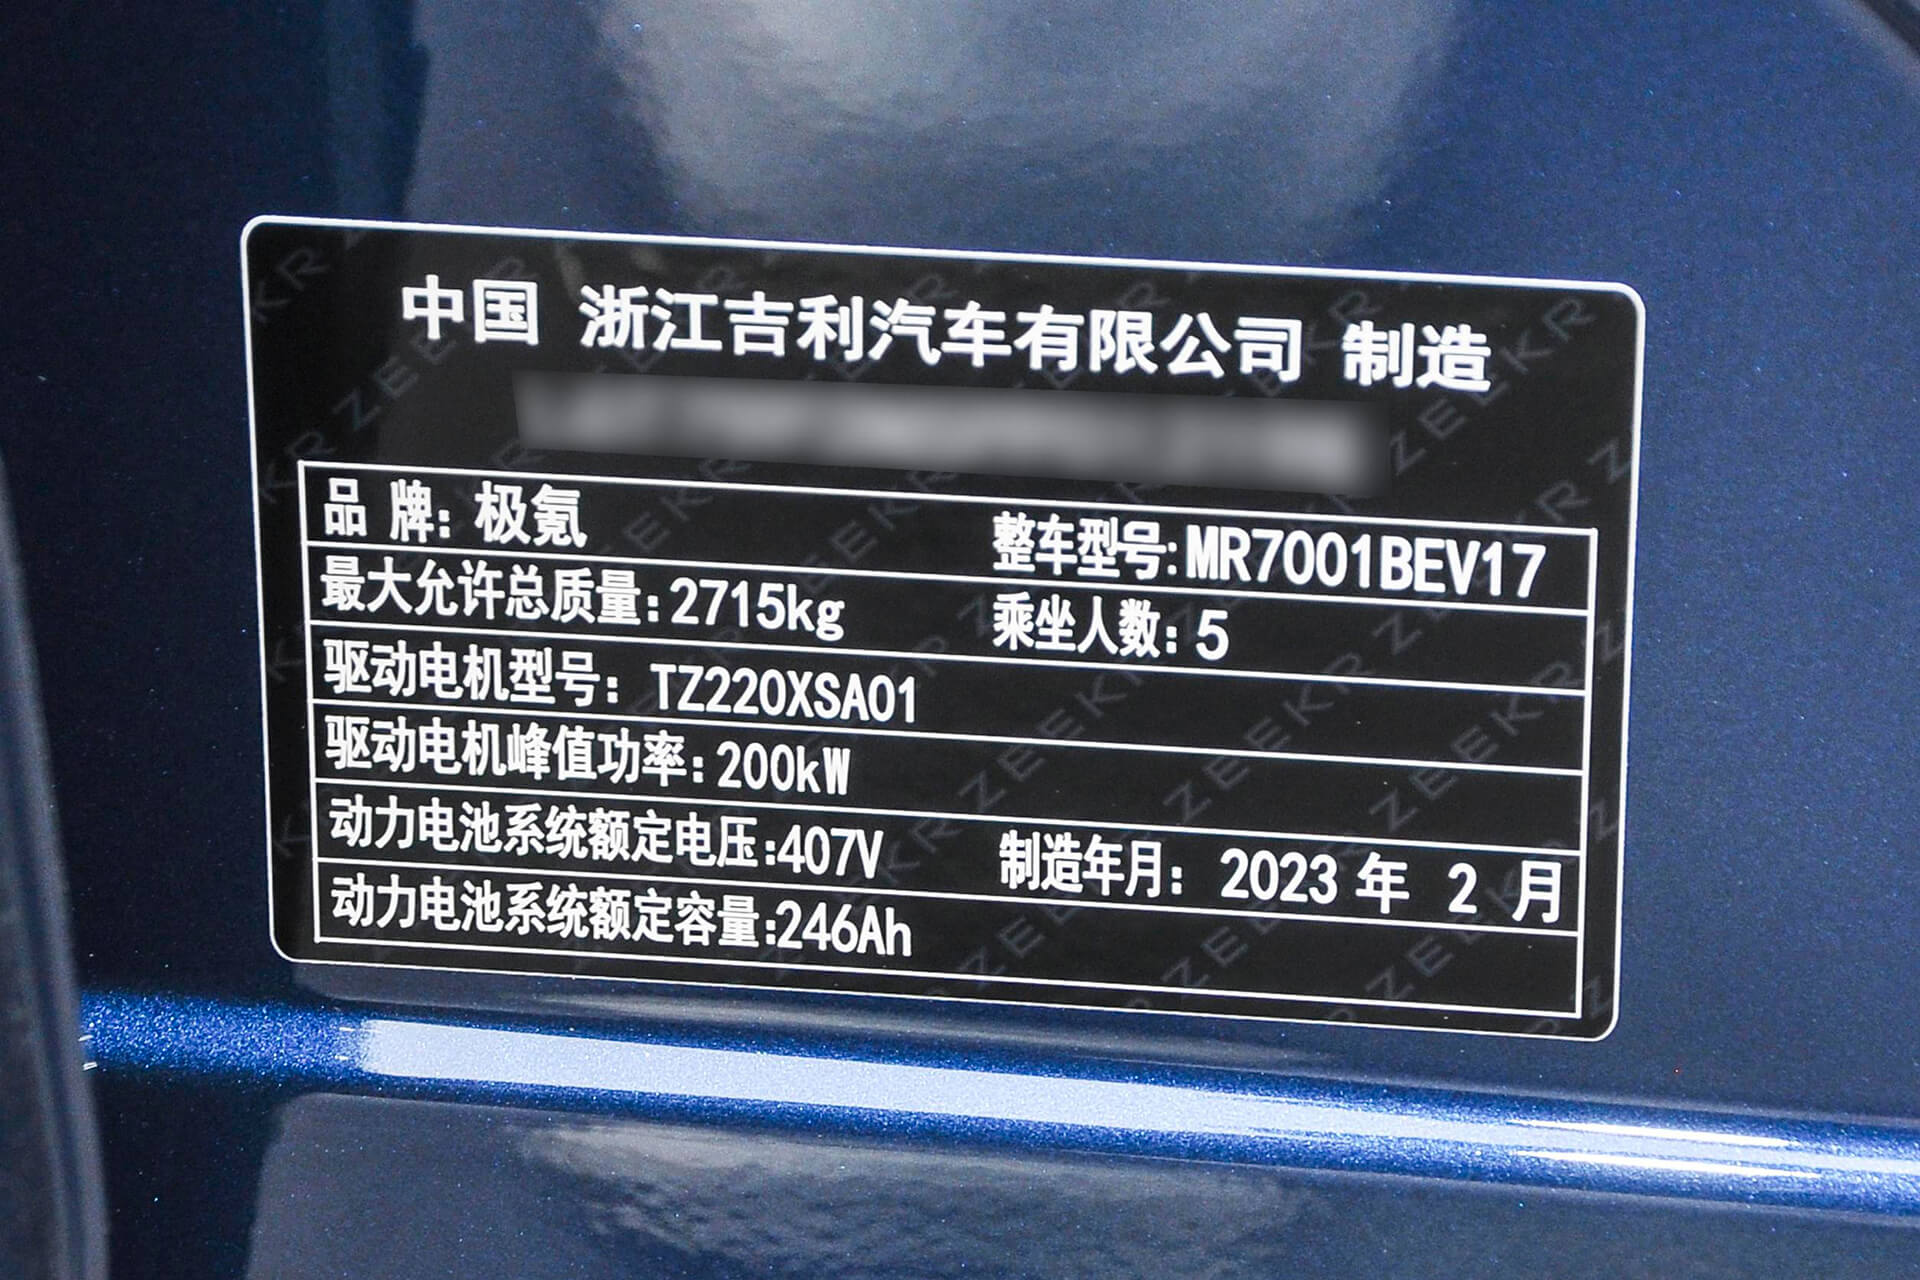 中国 浙江吉利汽车有限公司 制造
品 牌：极氪 整车型号：MR7001BEV17
最大允许总质量：2715kg 乘坐人数：5
驱动电机型号：TZ220XSA01
驱动电机峰值功率：200kW
动力电池系统额定电压：407V 制造年月：2023 年 2 月
动力电池系统额定容量：246Ah